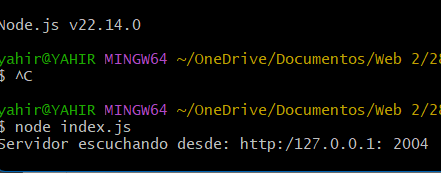 Node.js v22.14.0
yahir@YAHIR MINGW64 ~/OneDrive/Documentos/Web 2/28
$ ^C
yahir@YAHIR MINGW64 ~/OneDrive/Documentos/Web 2/28
$ node index.js
Servidor escuchando desde: http:/127.0.0.1: 2004